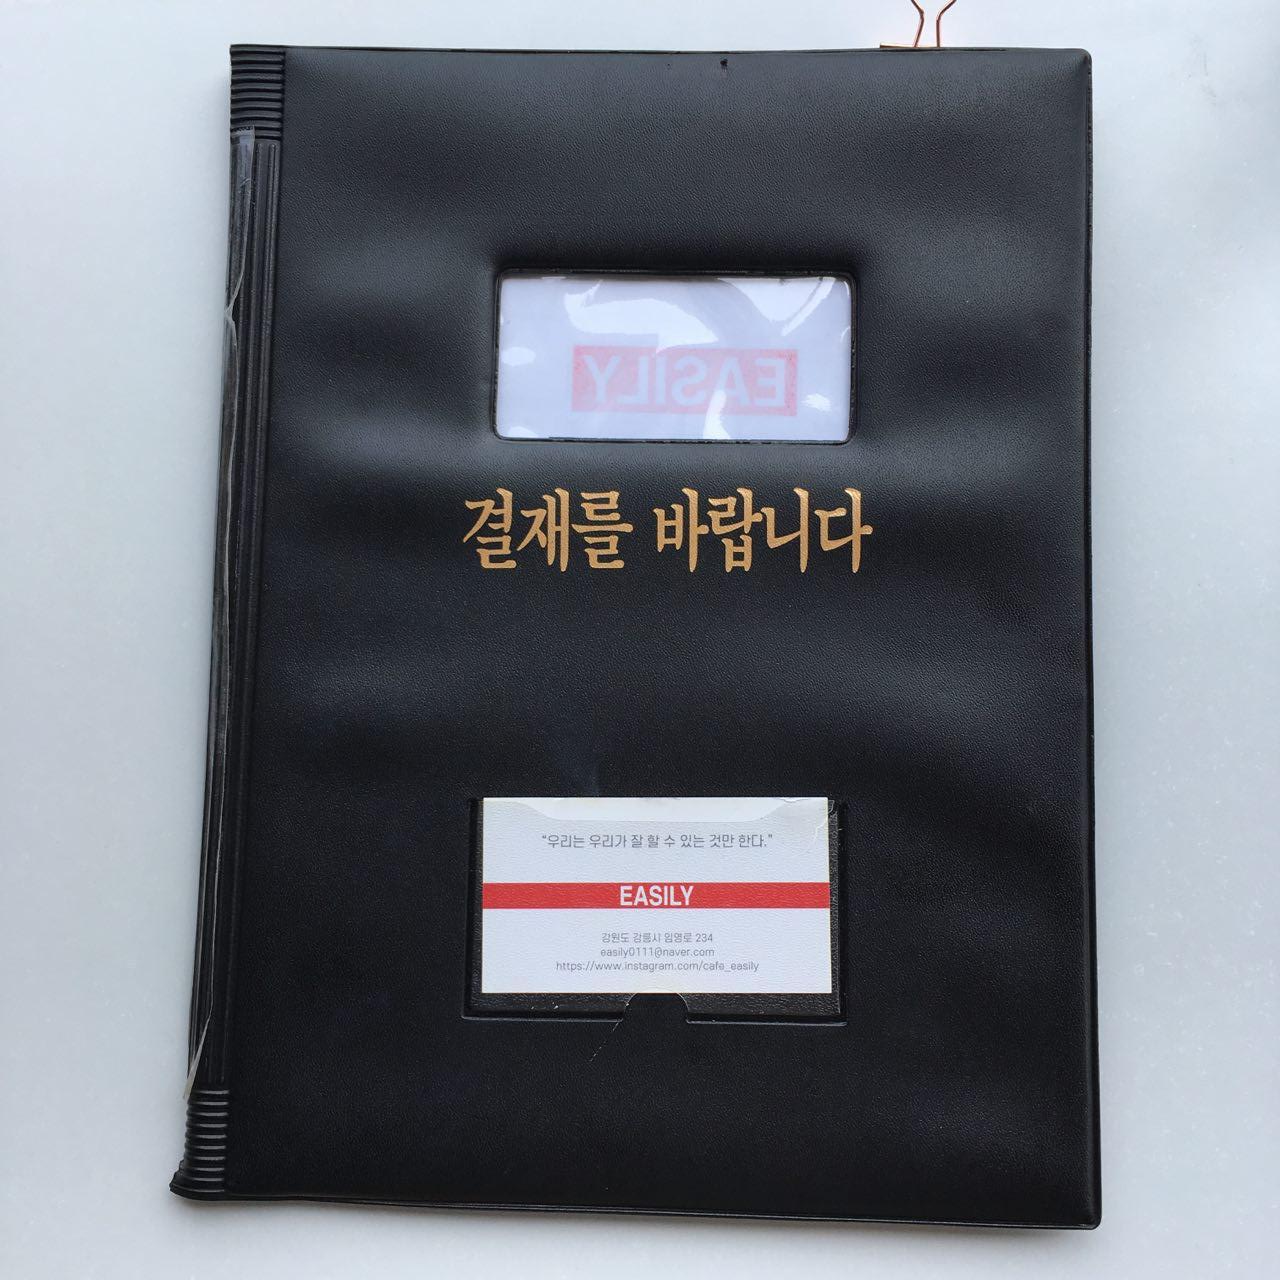 EASILY
결재를 바랍니다
“우리는 우리가 잘 할 수 있는 것만 한다.”
EASILY
강원도 강릉시 임영로 234
easily0111@naver.com
https://www.instagram.com/cafe_easily